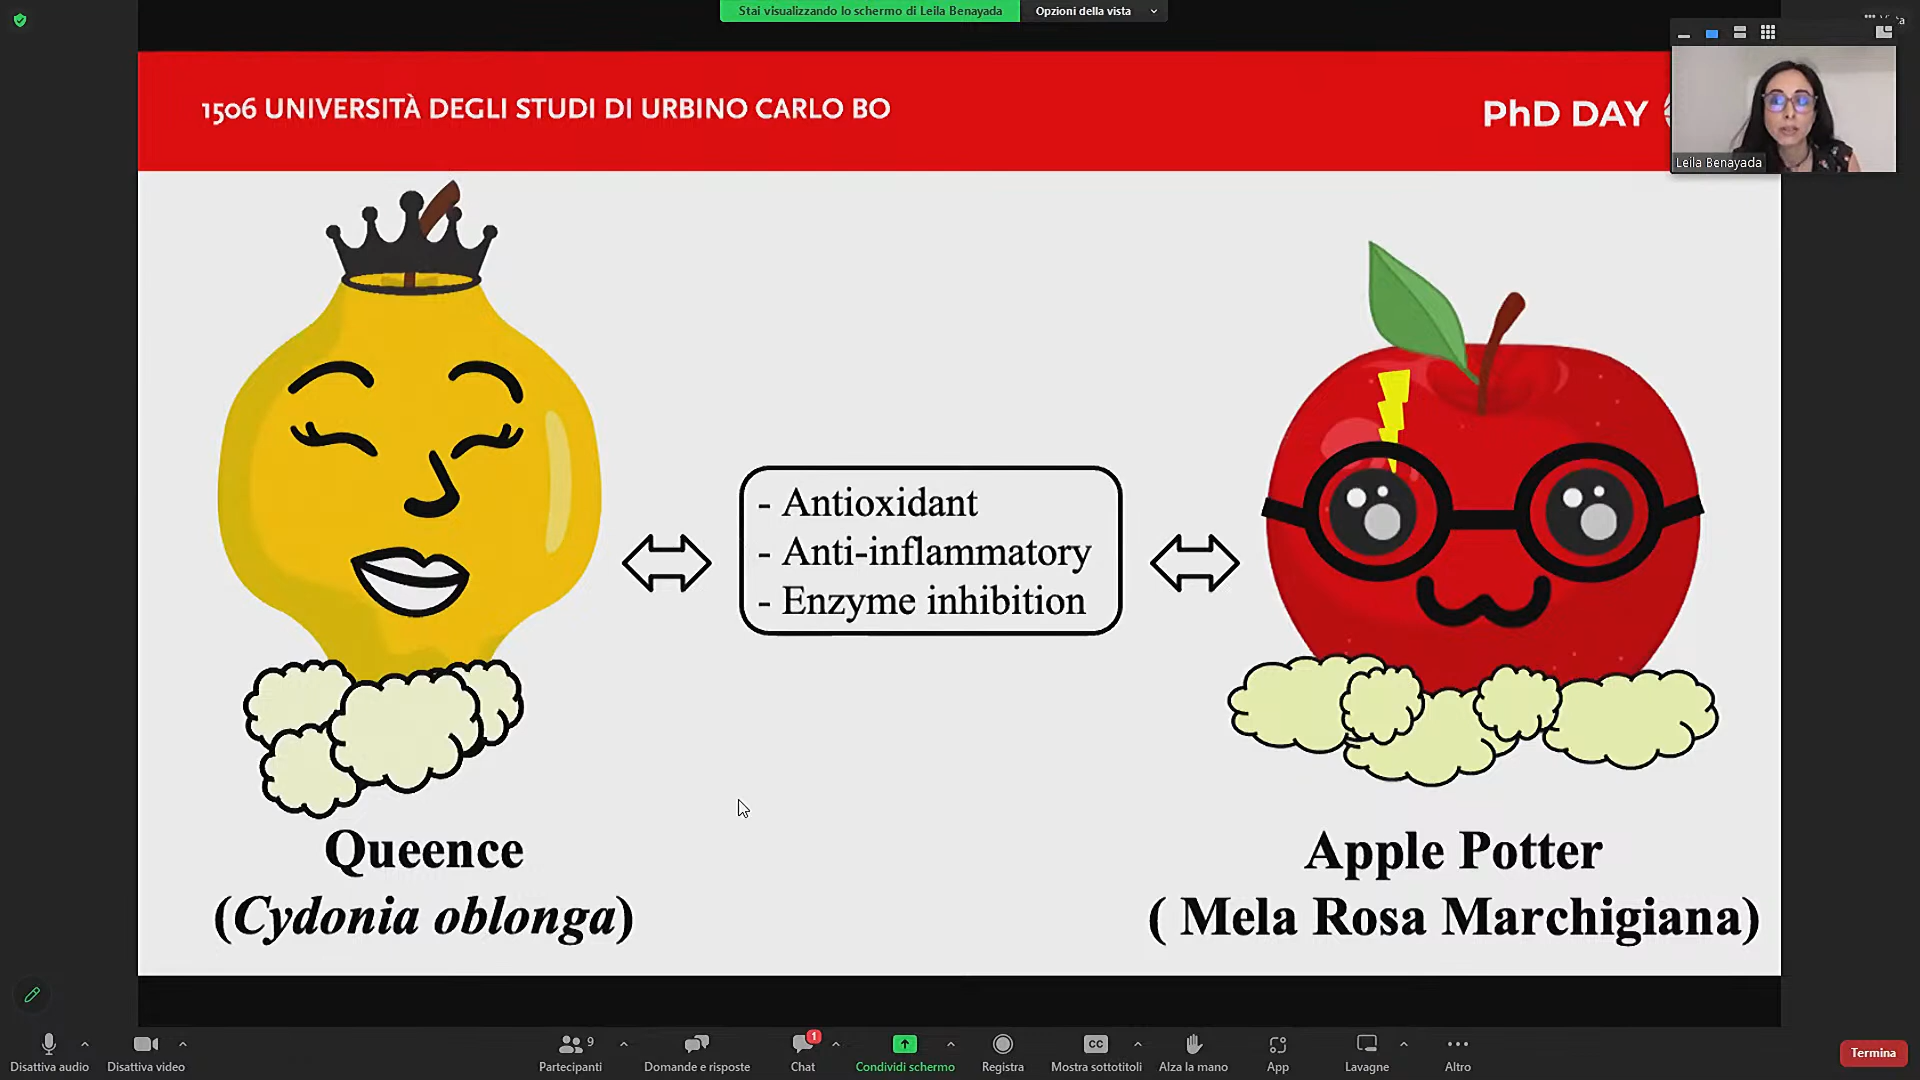 Stai visualizzando lo schermo di Leila Benayada
Opzioni della vista
1506 UNIVERSITÀ DEGLI STUDI DI URBINO CARLO BO
PhD DAY
Leila Benayada
- Antioxidant
- Anti-inflammatory
- Enzyme inhibition
Queence
(Cydonia oblonga)
Apple Potter
( Mela Rosa Marchigiana)
Disattiva audio
Disattiva video
Partecipanti
9
Domande e risposte
Chat
1
Condividi schermo
Registra
CC
Mostra sottotitoli
Alza la mano
App
Lavagne
Altro
Termina